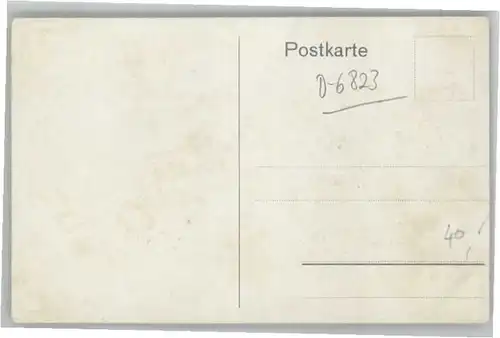 Postkarte
D-6823
40,-